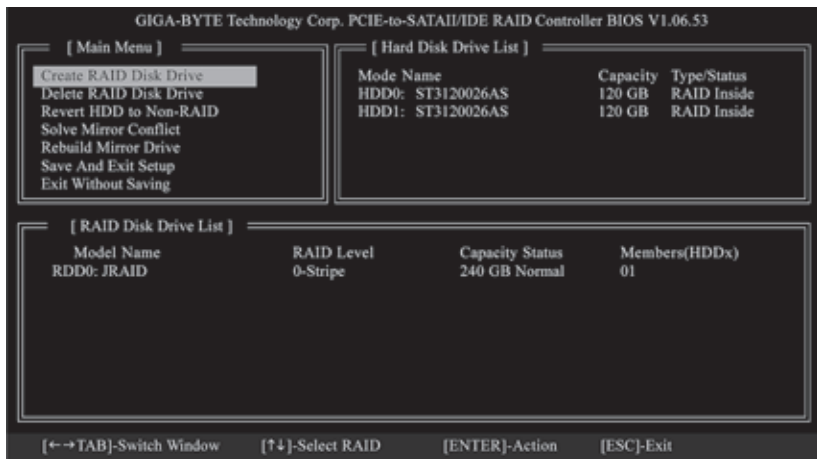 GIGA-BYTE Technology Corp. PCIE-to-SATAII/IDE RAID Controller BIOS V1.06.53
[ Main Menu ]
Create RAID Disk Drive
Delete RAID Disk Drive
Revert HDD to Non-RAID
Solve Mirror Conflict
Rebuild Mirror Drive
Save And Exit Setup
Exit Without Saving
[ Hard Disk Drive List ]
Mode Name Capacity Type/Status
HDD0: ST3120026AS 120 GB RAID Inside
HDD1: ST3120026AS 120 GB RAID Inside
[ RAID Disk Drive List ]
Model Name RAID Level Capacity Status Members(HDDx)
RDD0: JRAID 0-Stripe 240 GB Normal 01
[←→TAB]-Switch Window [↑↓]-Select RAID [ENTER]-Action [ESC]-Exit